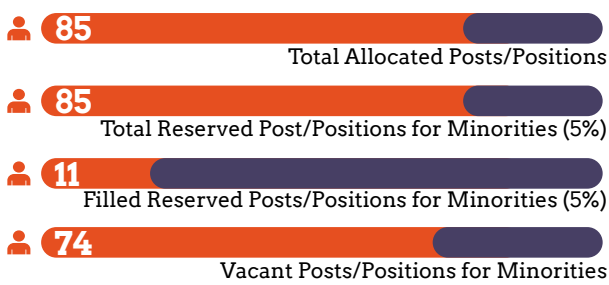 85
Total Allocated Posts/Positions
85
Total Reserved Post/Positions for Minorities (5%)
11
Filled Reserved Posts/Positions for Minorities (5%)
74
Vacant Posts/Positions for Minorities